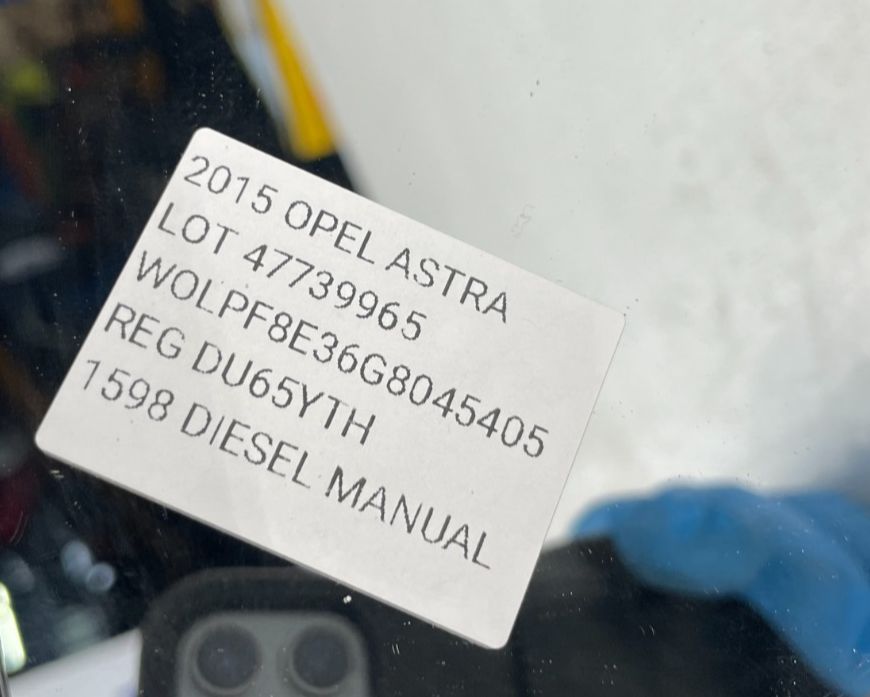 2015 OPEL ASTRA
LOT 47739965
WOLPF8E36G8045405
REG DU65YTH
1598 DIESEL MANUAL